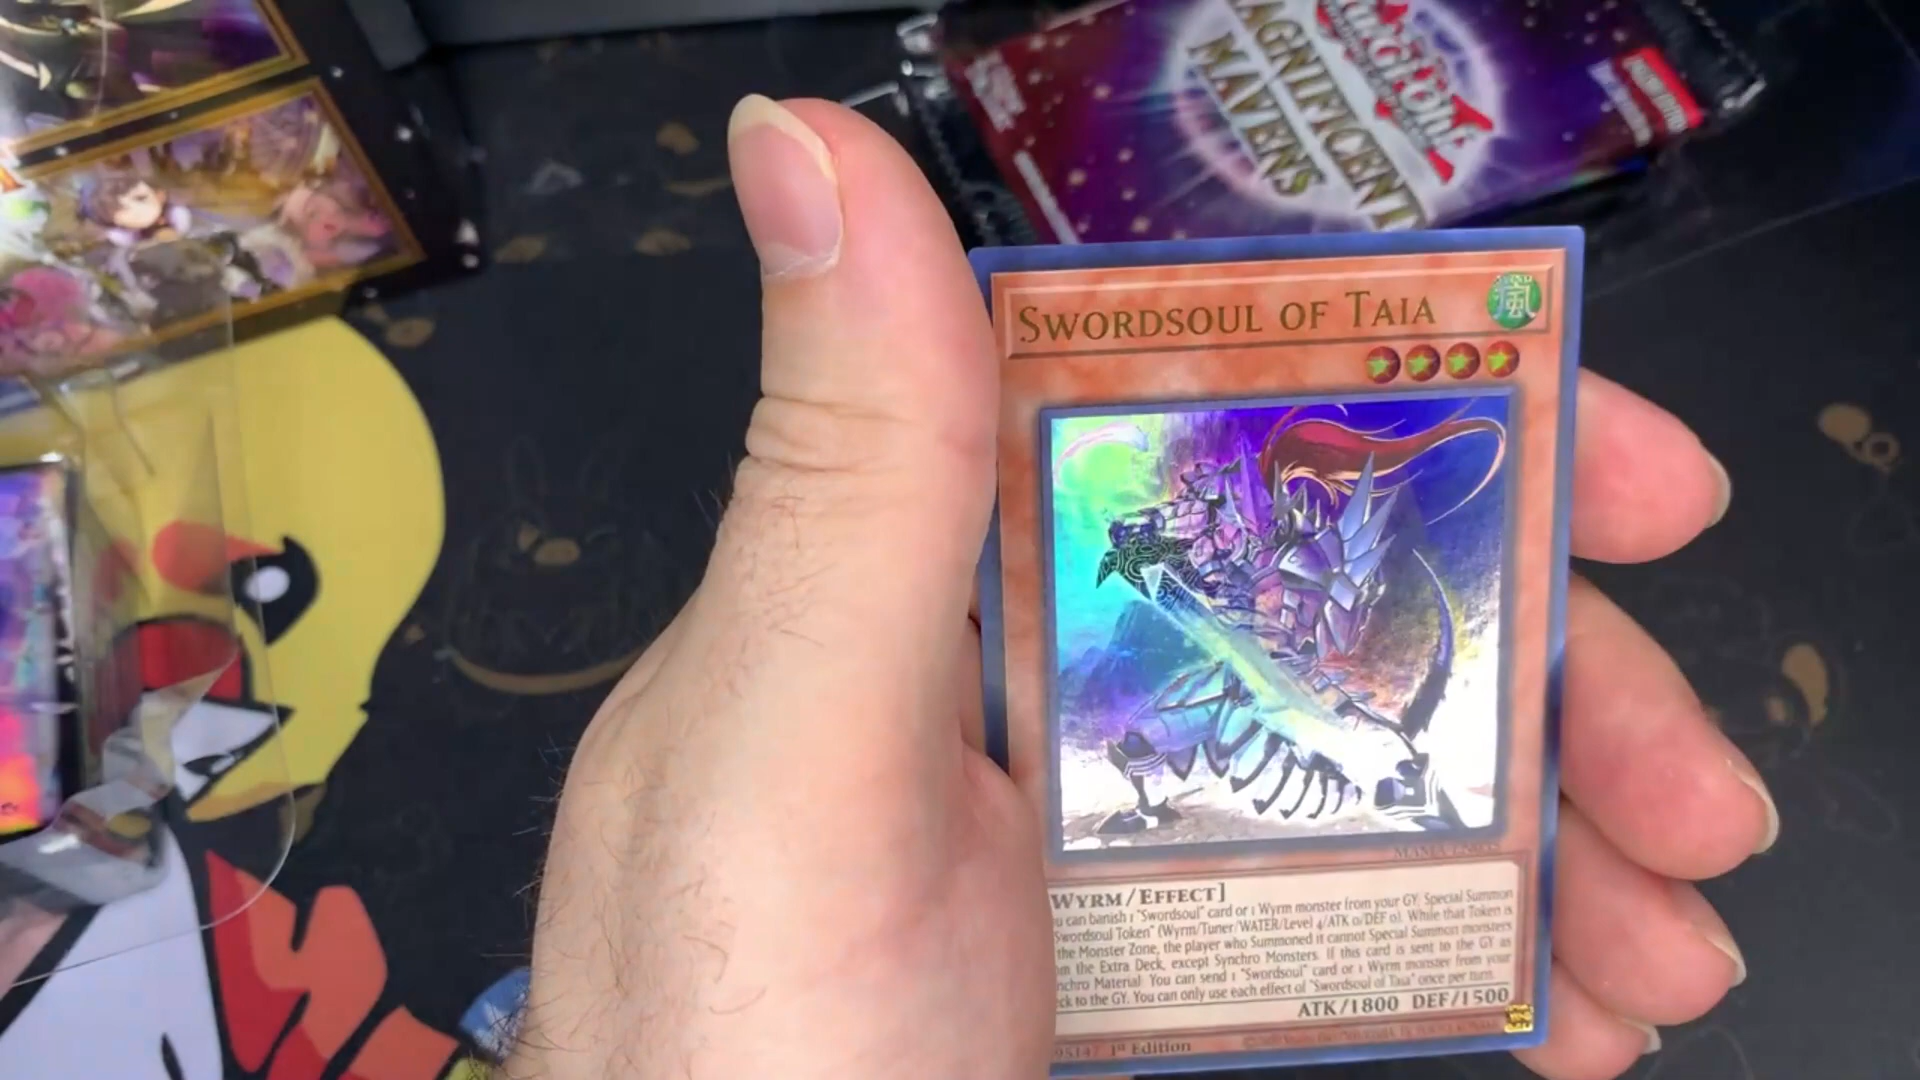 MAGNIFICENT
MAVENS
SWORDSOUL OF TAIA
WYRM/EFFECT]
u can banish 1 "Swordsoul" card or 1 Wyrm monster from your GY; Special Summon
Swordsoul Token" (Wyrm/Tuner/WATER/Level 4/ATK 0/DEF 0). While that Token is
the Monster Zone, the player who Summoned it cannot Special Summon monsters
m the Extra Deck, except Synchro Monsters. If this card is sent to the GY as
nchro Material: You can send 1 "Swordsoul" card or 1 Wyrm monster from your
ck to the GY. You can only use each effect of "Swordsoul of Taia" once per turn.
ATK/1800 DEF/1500
95147 1st Edition